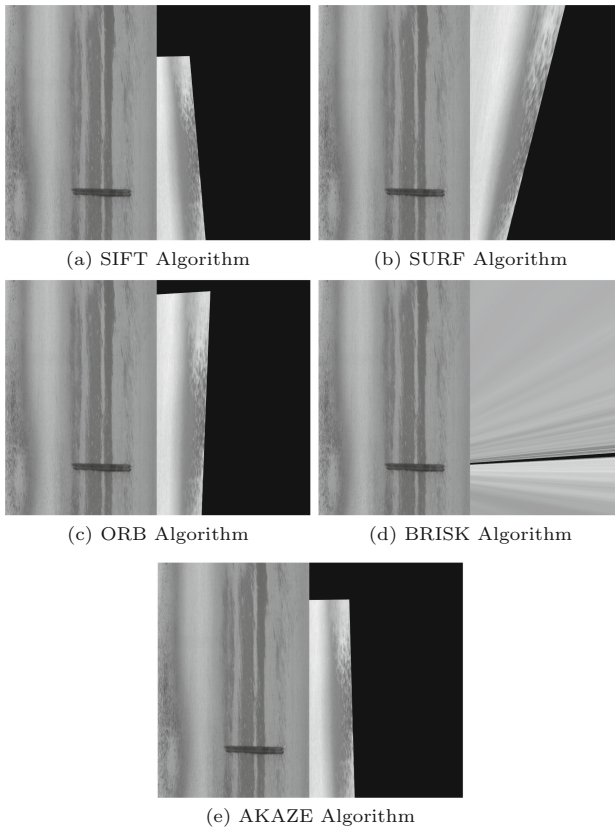 (a) SIFT Algorithm
(b) SURF Algorithm
(c) ORB Algorithm
(d) BRISK Algorithm
(e) AKAZE Algorithm